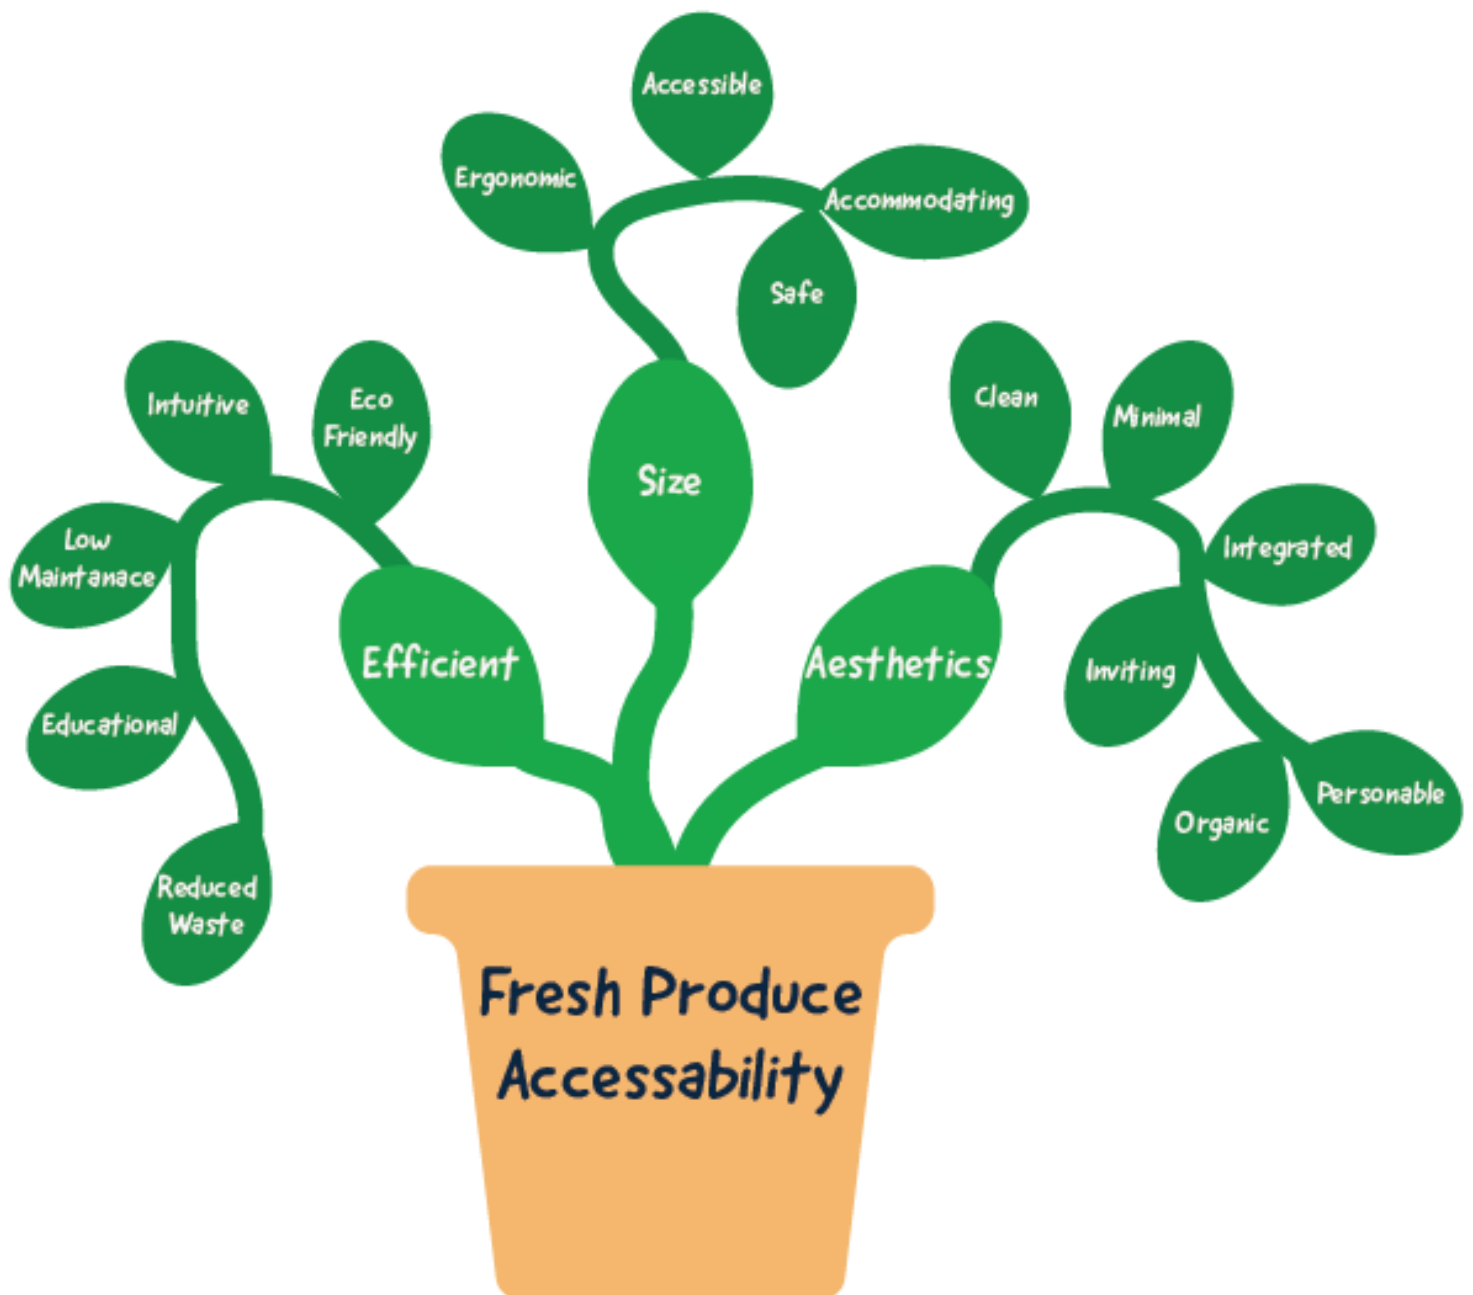 Accessible
Ergonomic
Accommodating
Safe
Size
Intuitive
Eco
Friendly
Low
Maintanace
Educational
Reduced
Waste
Efficient
Clean
Minimal
Integrated
Inviting
Organic
Personable
Aesthetics
Fresh Produce
Accessability